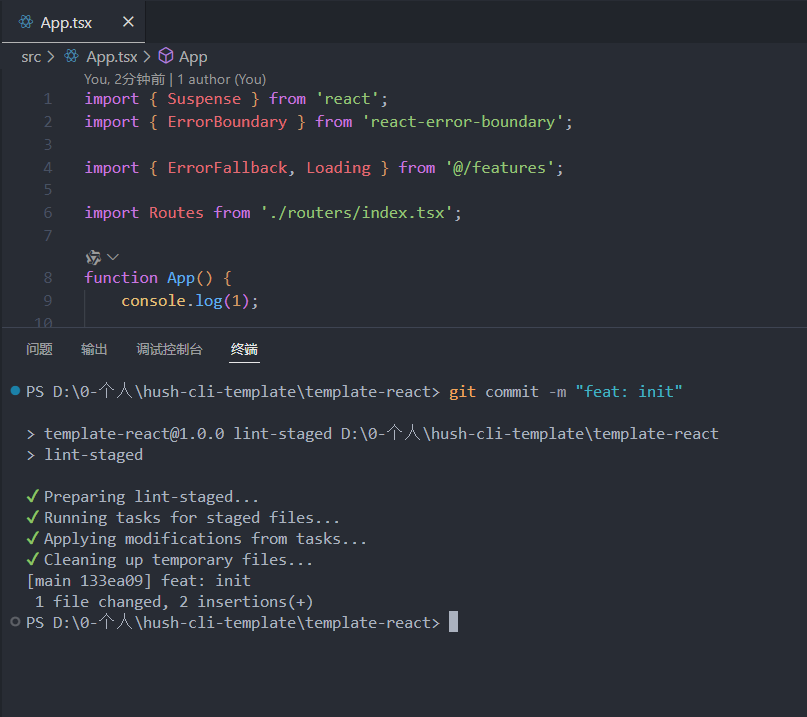 App.tsx
src > App.tsx > App
You, 2分钟前 | 1 author (You)
1 import { Suspense } from 'react';
2 import { ErrorBoundary } from 'react-error-boundary';
3
4 import { ErrorFallback, Loading } from '@/features';
5
6 import Routes from './routers/index.tsx';
7
8 function App() {
9 console.log(1);
10
问题 输出 调试控制台 终端
PS D:\0-个人\hush-cli-template\template-react> git commit -m "feat: init"
> template-react@1.0.0 lint-staged D:\0-个人\hush-cli-template\template-react
> lint-staged
✓ Preparing lint-staged...
✓ Running tasks for staged files...
✓ Applying modifications from tasks...
✓ Cleaning up temporary files...
[main 133ea09] feat: init
1 file changed, 2 insertions(+)
PS D:\0-个人\hush-cli-template\template-react>